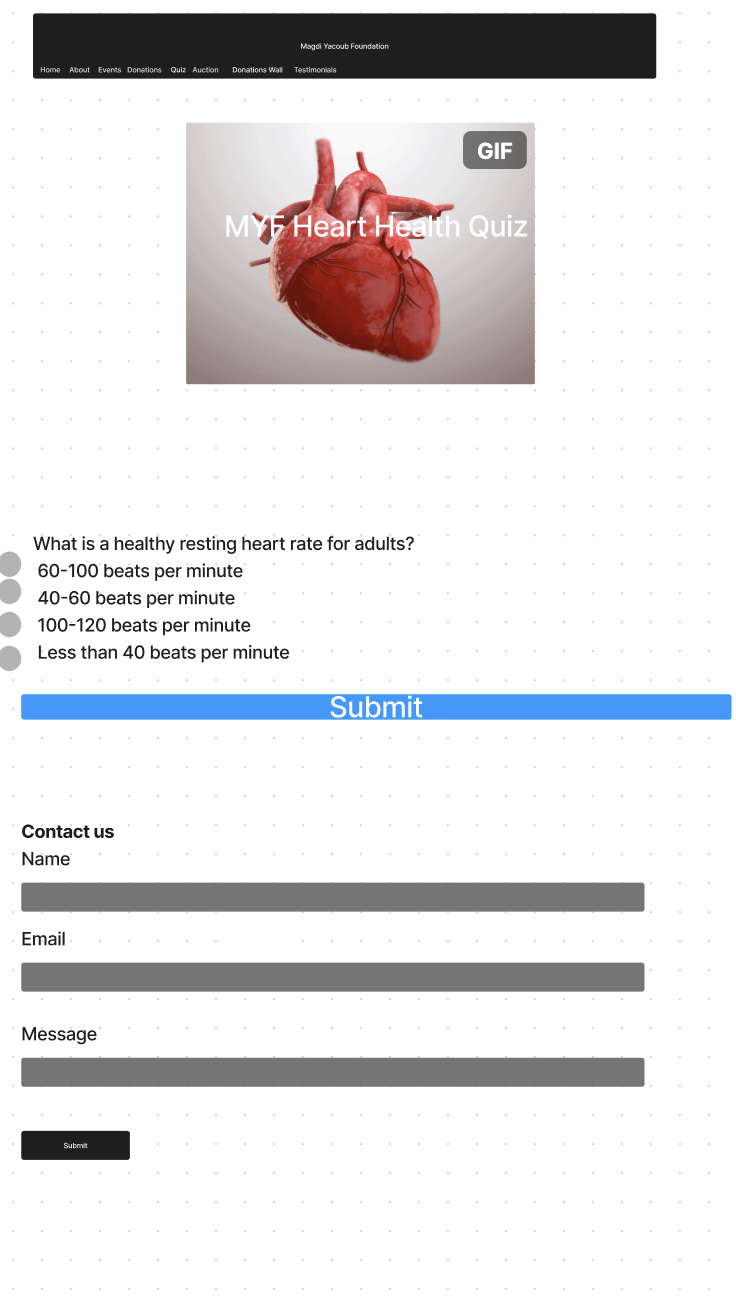 Magdi Yacoub Foundation
Home About Events Donations Quiz Auction Donations Wall Testimonials
GIF
MYF Heart Health Quiz
What is a healthy resting heart rate for adults?
60-100 beats per minute
40-60 beats per minute
100-120 beats per minute
Less than 40 beats per minute
Submit
Contact us
Name
Email
Message
Submit